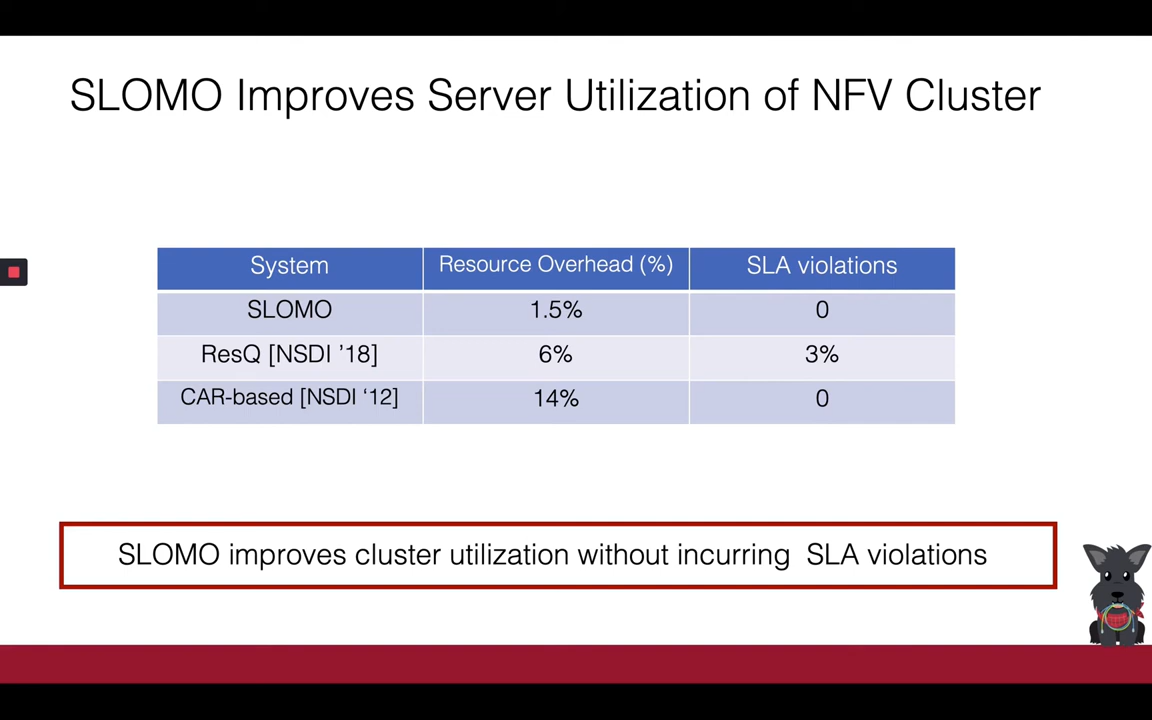 SLOMO Improves Server Utilization of NFV Cluster
System Resource Overhead (%) SLA violations
SLOMO 1.5% 0
ResQ [NSDI ’18] 6% 3%
CAR-based [NSDI ‘12] 14% 0
SLOMO improves cluster utilization without incurring SLA violations